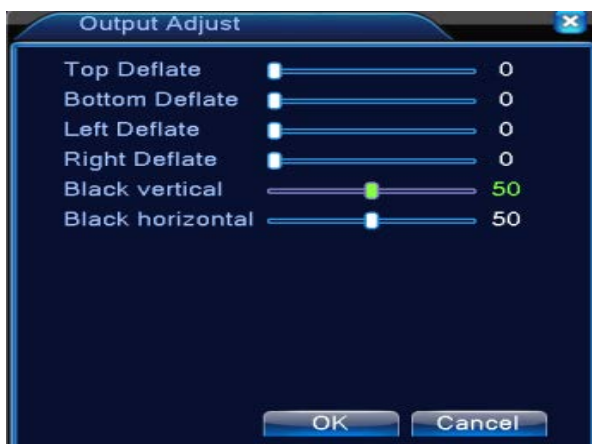 Output Adjust
Top Deflate 0
Bottom Deflate 0
Left Deflate 0
Right Deflate 0
Black vertical 50
Black horizontal 50
OK Cancel